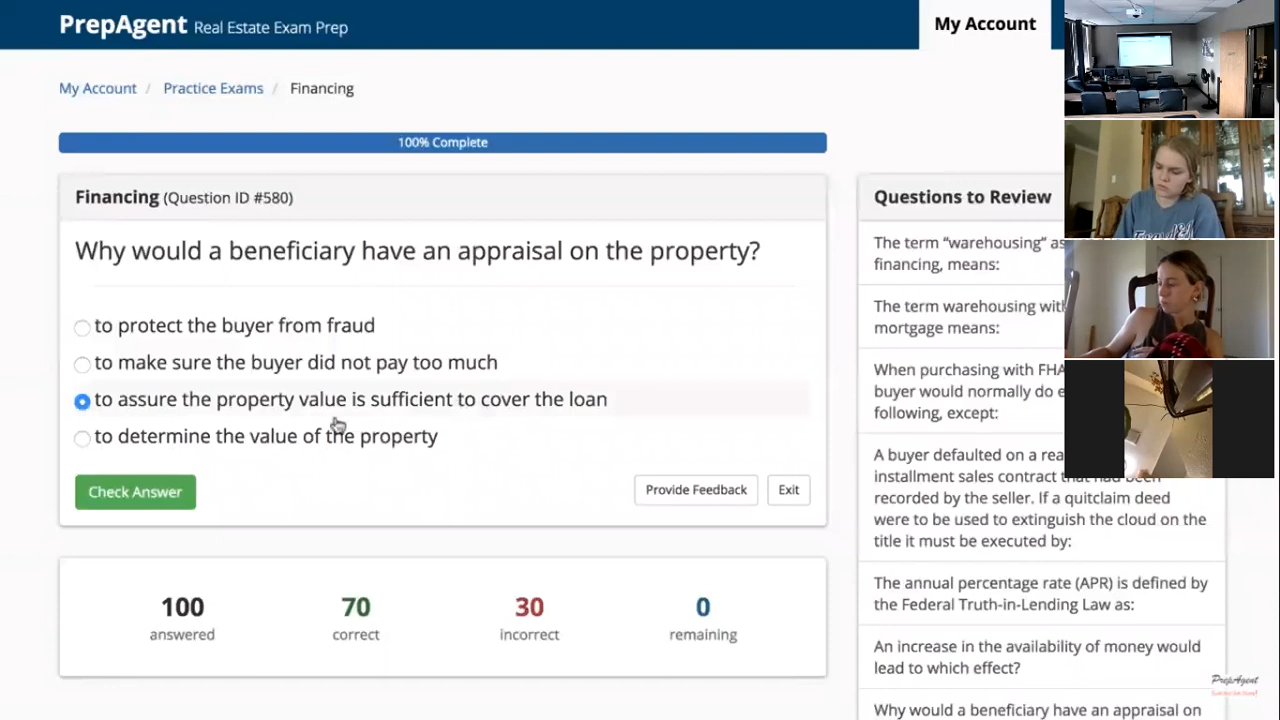 PrepAgent Real Estate Exam Prep
My Account
My Account / Practice Exams / Financing
100% Complete
Financing (Question ID #580)
Why would a beneficiary have an appraisal on the property?
to protect the buyer from fraud
to make sure the buyer did not pay too much
to assure the property value is sufficient to cover the loan
to determine the value of the property
Check Answer
Provide Feedback
Exit
100
answered
70
correct
30
incorrect
0
remaining
Questions to Review
The term “warehousing” as
financing, means:
The term warehousing with
mortgage means:
When purchasing with FHA
buyer would normally do
following, except:
A buyer defaulted on a rea
installment sales contract that had been
recorded by the seller. If a quitclaim deed
were to be used to extinguish the cloud on the
title it must be executed by:
The annual percentage rate (APR) is defined by
the Federal Truth-in-Lending Law as:
An increase in the availability of money would
lead to which effect?
Why would a beneficiary have an appraisal on
PrepAgent